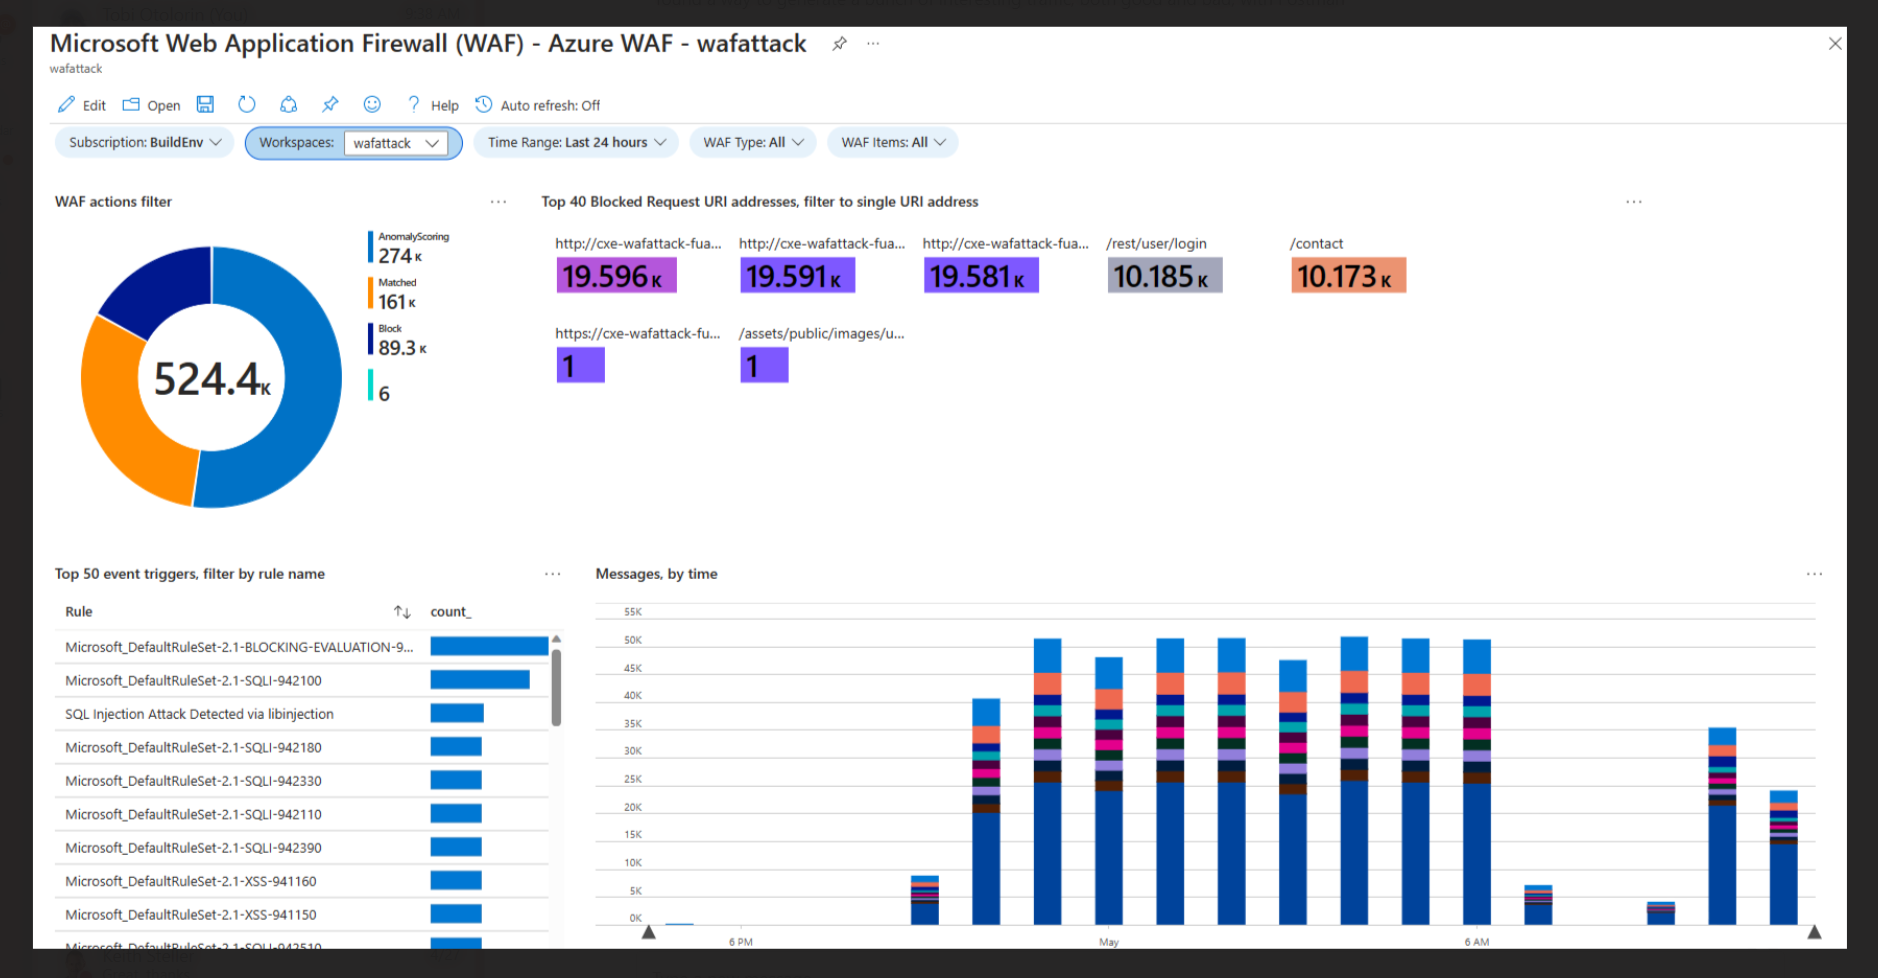 Microsoft Web Application Firewall (WAF) - Azure WAF - wafattack
wafattack
Edit Open Help Auto refresh: Off
Subscription: BuildEnv Workspaces: wafattack Time Range: Last 24 hours WAF Type: All WAF Items: All
WAF actions filter
AnomalyScoring
274 K
Matched
161 K
Block
89.3 K
6
524.4K
Top 40 Blocked Request URI addresses, filter to single URI address
http://cxe-wafattack-fua... http://cxe-wafattack-fua... http://cxe-wafattack-fua... /rest/user/login /contact
19.596 K 19.591 K 19.581 K 10.185 K 10.173 K
https://cxe-wafattack-fu... /assets/public/images/u...
1 1
Top 50 event triggers, filter by rule name
Rule count_
Microsoft_DefaultRuleSet-2.1-BLOCKING-EVALUATION-9...
Microsoft_DefaultRuleSet-2.1-SQLI-942100
SQL Injection Attack Detected via libinjection
Microsoft_DefaultRuleSet-2.1-SQLI-942180
Microsoft_DefaultRuleSet-2.1-SQLI-942330
Microsoft_DefaultRuleSet-2.1-SQLI-942110
Microsoft_DefaultRuleSet-2.1-SQLI-942390
Microsoft_DefaultRuleSet-2.1-XSS-941160
Microsoft_DefaultRuleSet-2.1-XSS-941150
Microsoft_DefaultRuleSet-2.1-SQLI-942510
Messages, by time
55K
50K
45K
40K
35K
30K
25K
20K
15K
10K
5K
0K
6 PM May 6 AM